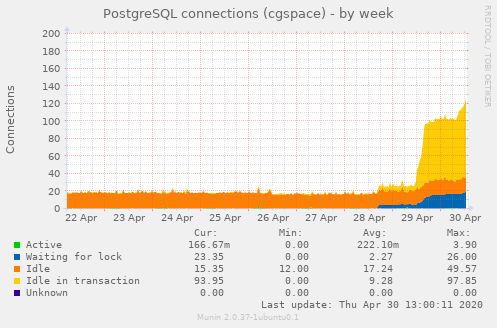 PostgreSQL connections (cgspace) - by week
RRDTOOL / TOBI OETIKER
Connections
200
180
160
140
120
100
80
60
40
20
0
22 Apr 23 Apr 24 Apr 25 Apr 26 Apr 27 Apr 28 Apr 29 Apr 30 Apr
Cur: Min: Avg: Max:
Active 166.67m 0.00 222.10m 3.90
Waiting for lock 23.35 0.00 2.27 26.00
Idle 15.35 12.00 17.24 49.57
Idle in transaction 93.95 0.00 9.28 97.85
Unknown 0.00 0.00 0.00 0.00
Last update: Thu Apr 30 13:00:11 2020
Munin 2.0.37-1ubuntu0.1